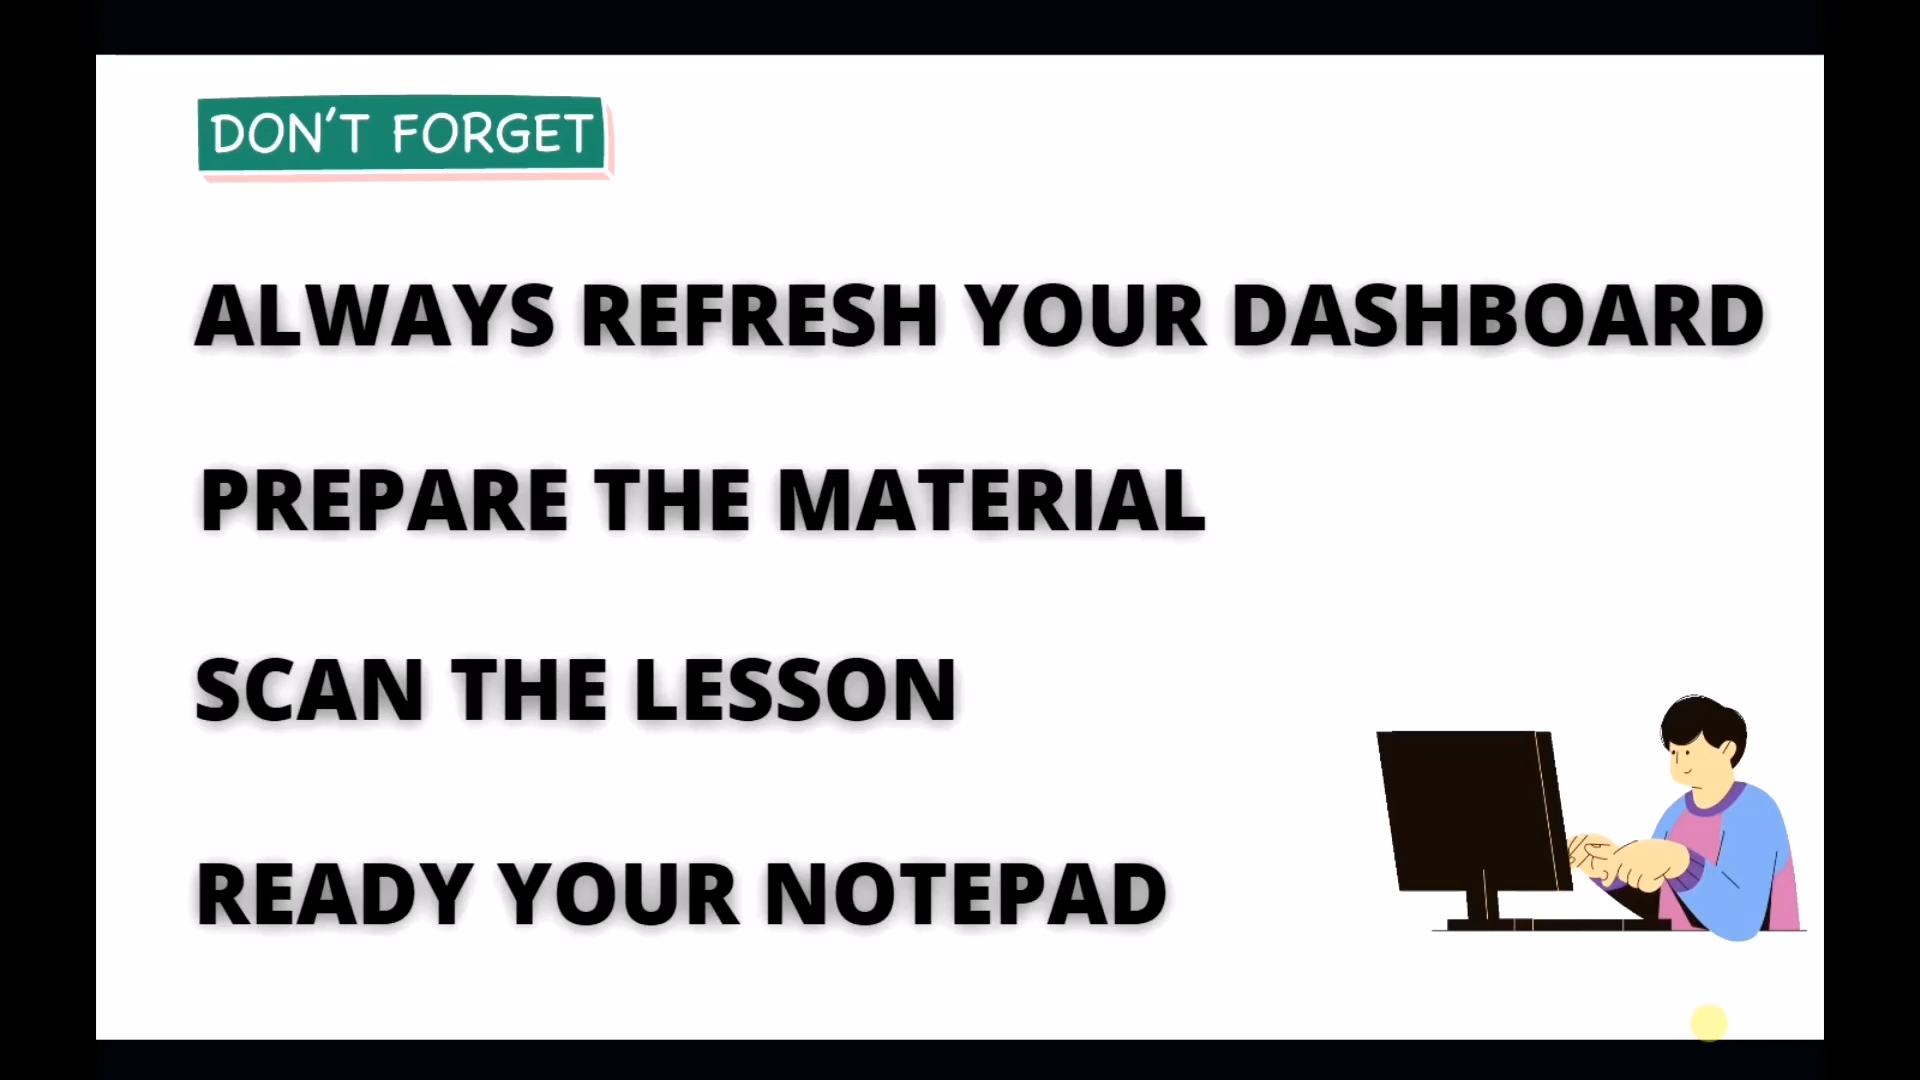 DON'T FORGET
ALWAYS REFRESH YOUR DASHBOARD
PREPARE THE MATERIAL
SCAN THE LESSON
READY YOUR NOTEPAD